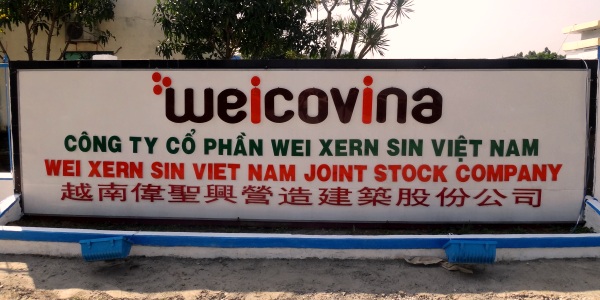 weicovina
CÔNG TY CỔ PHẦN WEI XERN SIN VIỆT NAM
WEI XERN SIN VIET NAM JOINT STOCK COMPANY
越南偉聖興營造建築股份公司